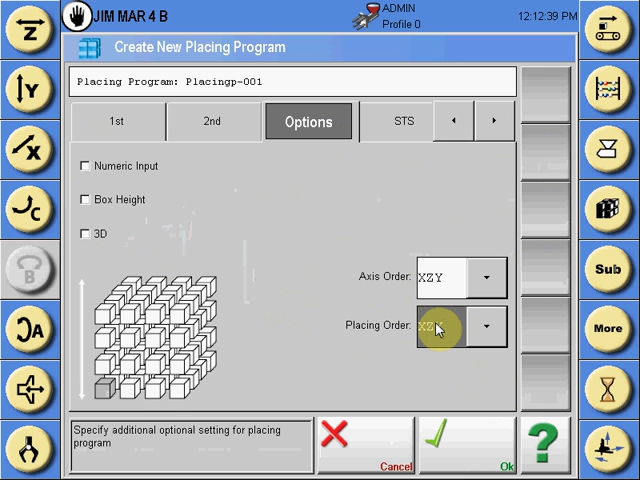 JIM MAR 4 B
ADMIN
Profile 0
12:12:39 PM
Create New Placing Program
Placing Program: Placingp-001
1st
2nd
Options
STS
Numeric Input
Box Height
3D
Axis Order:
XZY
Placing Order:
Specify additional optional setting for placing
program
Cancel
Ok
?
Z
Y
X
C
B
CA
Sub
More